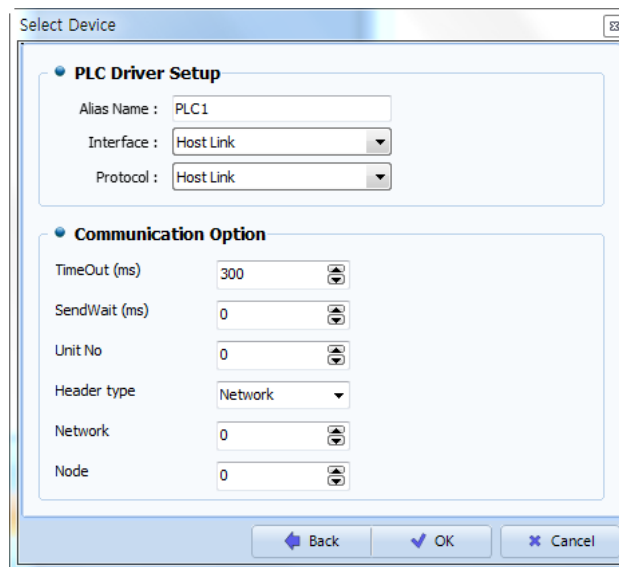 Select Device
PLC Driver Setup
Alias Name : PLC1
Interface : Host Link
Protocol : Host Link
Communication Option
TimeOut (ms) 300
SendWait (ms) 0
Unit No 0
Header type Network
Network 0
Node 0
Back OK Cancel